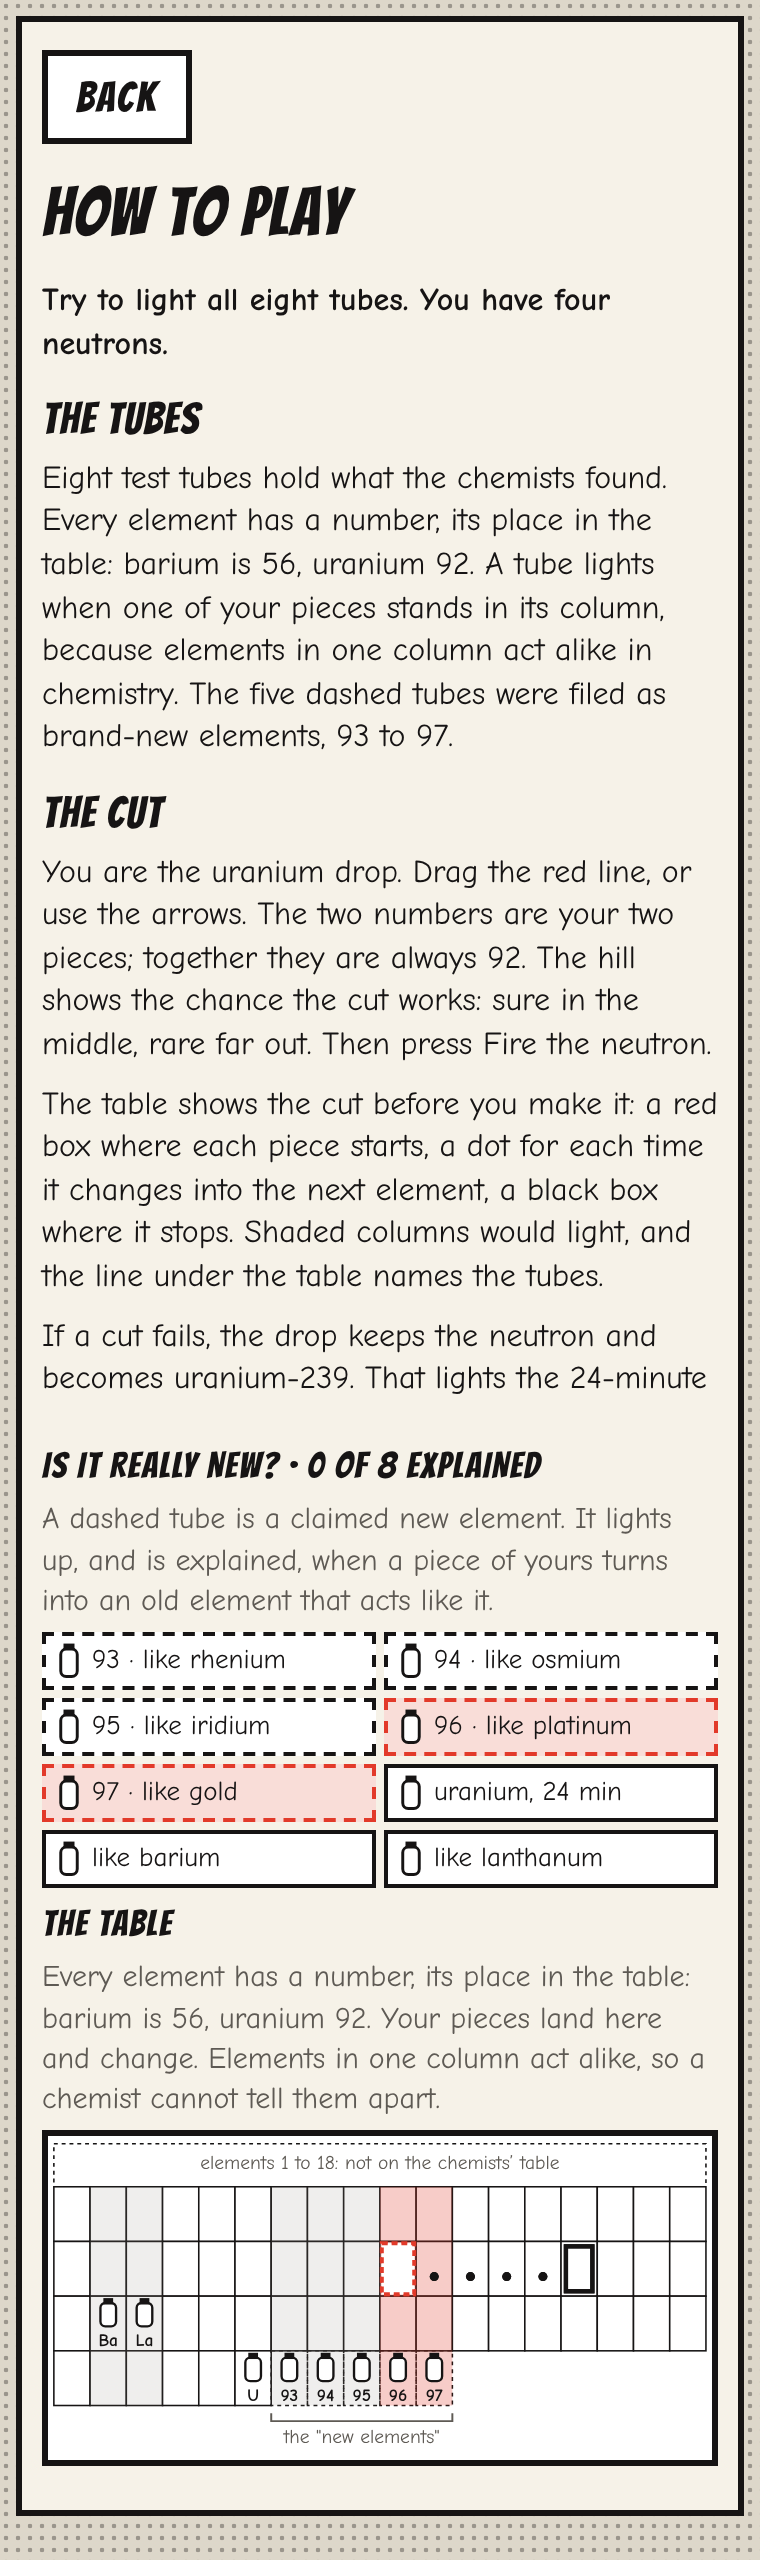 BACK
HOW TO PLAY
Try to light all eight tubes. You have four
neutrons.
THE TUBES
Eight test tubes hold what the chemists found.
Every element has a number, its place in the
table: barium is 56, uranium 92. A tube lights
when one of your pieces stands in its column,
because elements in one column act alike in
chemistry. The five dashed tubes were filed as
brand-new elements, 93 to 97.
THE CUT
You are the uranium drop. Drag the red line, or
use the arrows. The two numbers are your two
pieces; together they are always 92. The hill
shows the chance the cut works: sure in the
middle, rare far out. Then press Fire the neutron.
The table shows the cut before you make it: a red
box where each piece starts, a dot for each time
it changes into the next element, a black box
where it stops. Shaded columns would light, and
the line under the table names the tubes.
If a cut fails, the drop keeps the neutron and
becomes uranium-239. That lights the 24-minute
IS IT REALLY NEW? • 0 OF 8 EXPLAINED
A dashed tube is a claimed new element. It lights
up, and is explained, when a piece of yours turns
into an old element that acts like it.
93 · like rhenium
94 · like osmium
95 · like iridium
96 · like platinum
97 · like gold
uranium, 24 min
like barium
like lanthanum
THE TABLE
Every element has a number, its place in the table:
barium is 56, uranium 92. Your pieces land here
and change. Elements in one column act alike, so a
chemist cannot tell them apart.
elements 1 to 18: not on the chemists' table
Ba La
U 93 94 95 96 97
the "new elements"